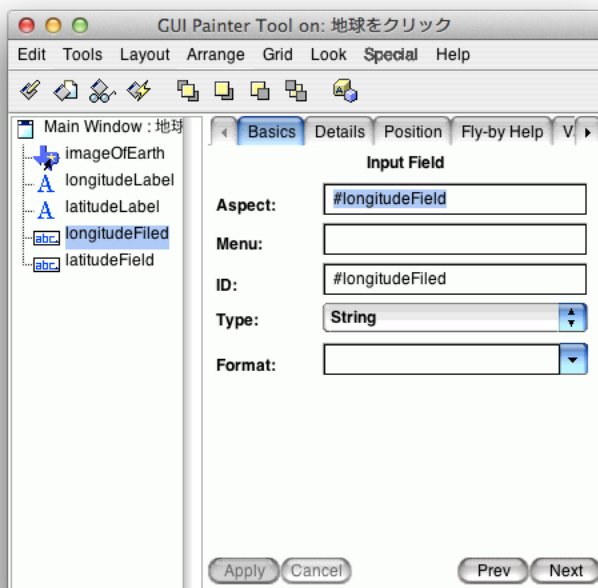 GUI Painter Tool on: 地球をクリック
Edit Tools Layout Arrange Grid Look Special Help
Main Window : 地球
imageOfEarth
longitudeLabel
latitudeLabel
longitudeFiled
latitudeField
Basics Details Position Fly-by Help V
Input Field
Aspect: #longitudeField
Menu:
ID: #longitudeFiled
Type: String
Format:
Apply Cancel Prev Next